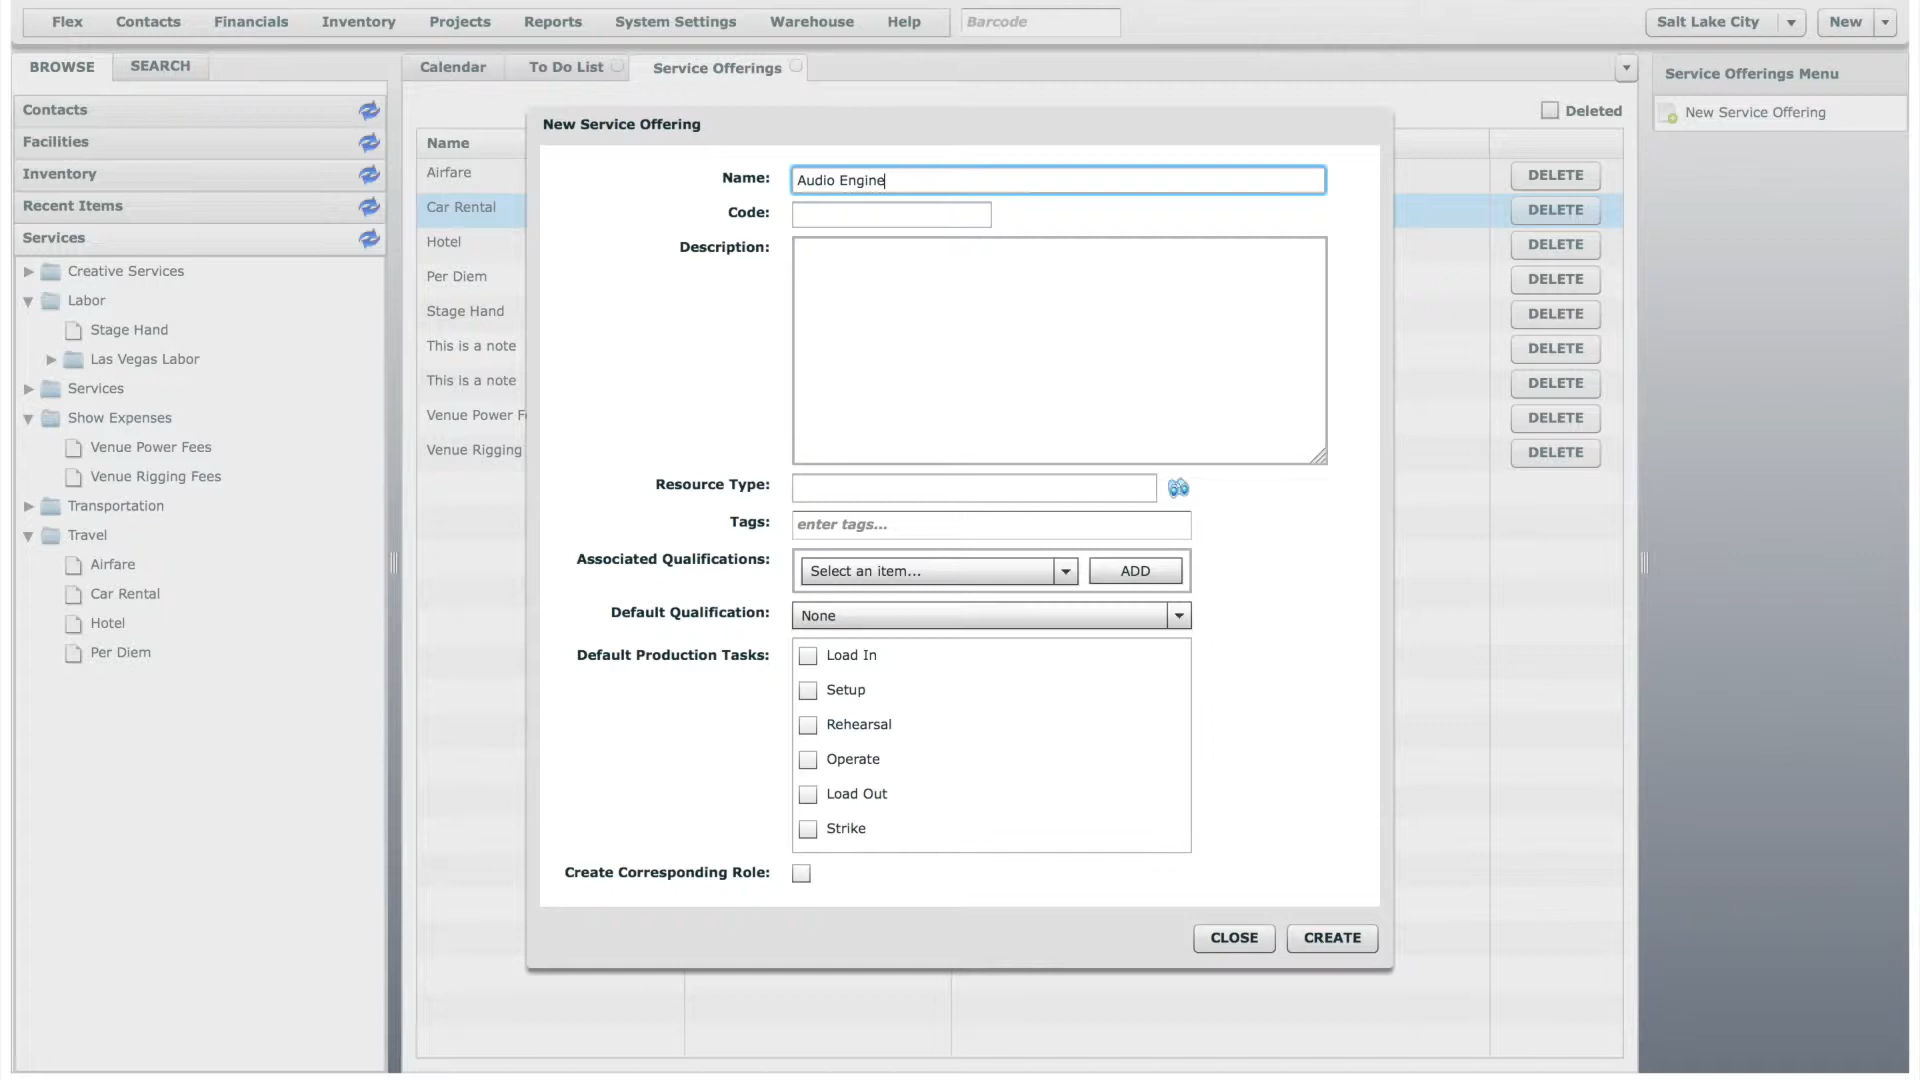 Flex Contacts Financials Inventory Projects Reports System Settings Warehouse Help Barcode Salt Lake City New
BROWSE SEARCH
Calendar To Do List Service Offerings
Service Offerings Menu
New Service Offering
Deleted
Contacts
Facilities
Inventory
Recent Items
Services
Creative Services
Labor
Stage Hand
Las Vegas Labor
Services
Show Expenses
Venue Power Fees
Venue Rigging Fees
Transportation
Travel
Airfare
Car Rental
Hotel
Per Diem
Name
Airfare DELETE
Car Rental DELETE
Hotel DELETE
Per Diem DELETE
Stage Hand DELETE
This is a note DELETE
This is a note DELETE
Venue Power F DELETE
Venue Rigging DELETE
New Service Offering
Name: Audio Engine
Code:
Description:
Resource Type:
Tags: enter tags...
Associated Qualifications: Select an item... ADD
Default Qualification: None
Default Production Tasks: Load In
Setup
Rehearsal
Operate
Load Out
Strike
Create Corresponding Role:
CLOSE CREATE